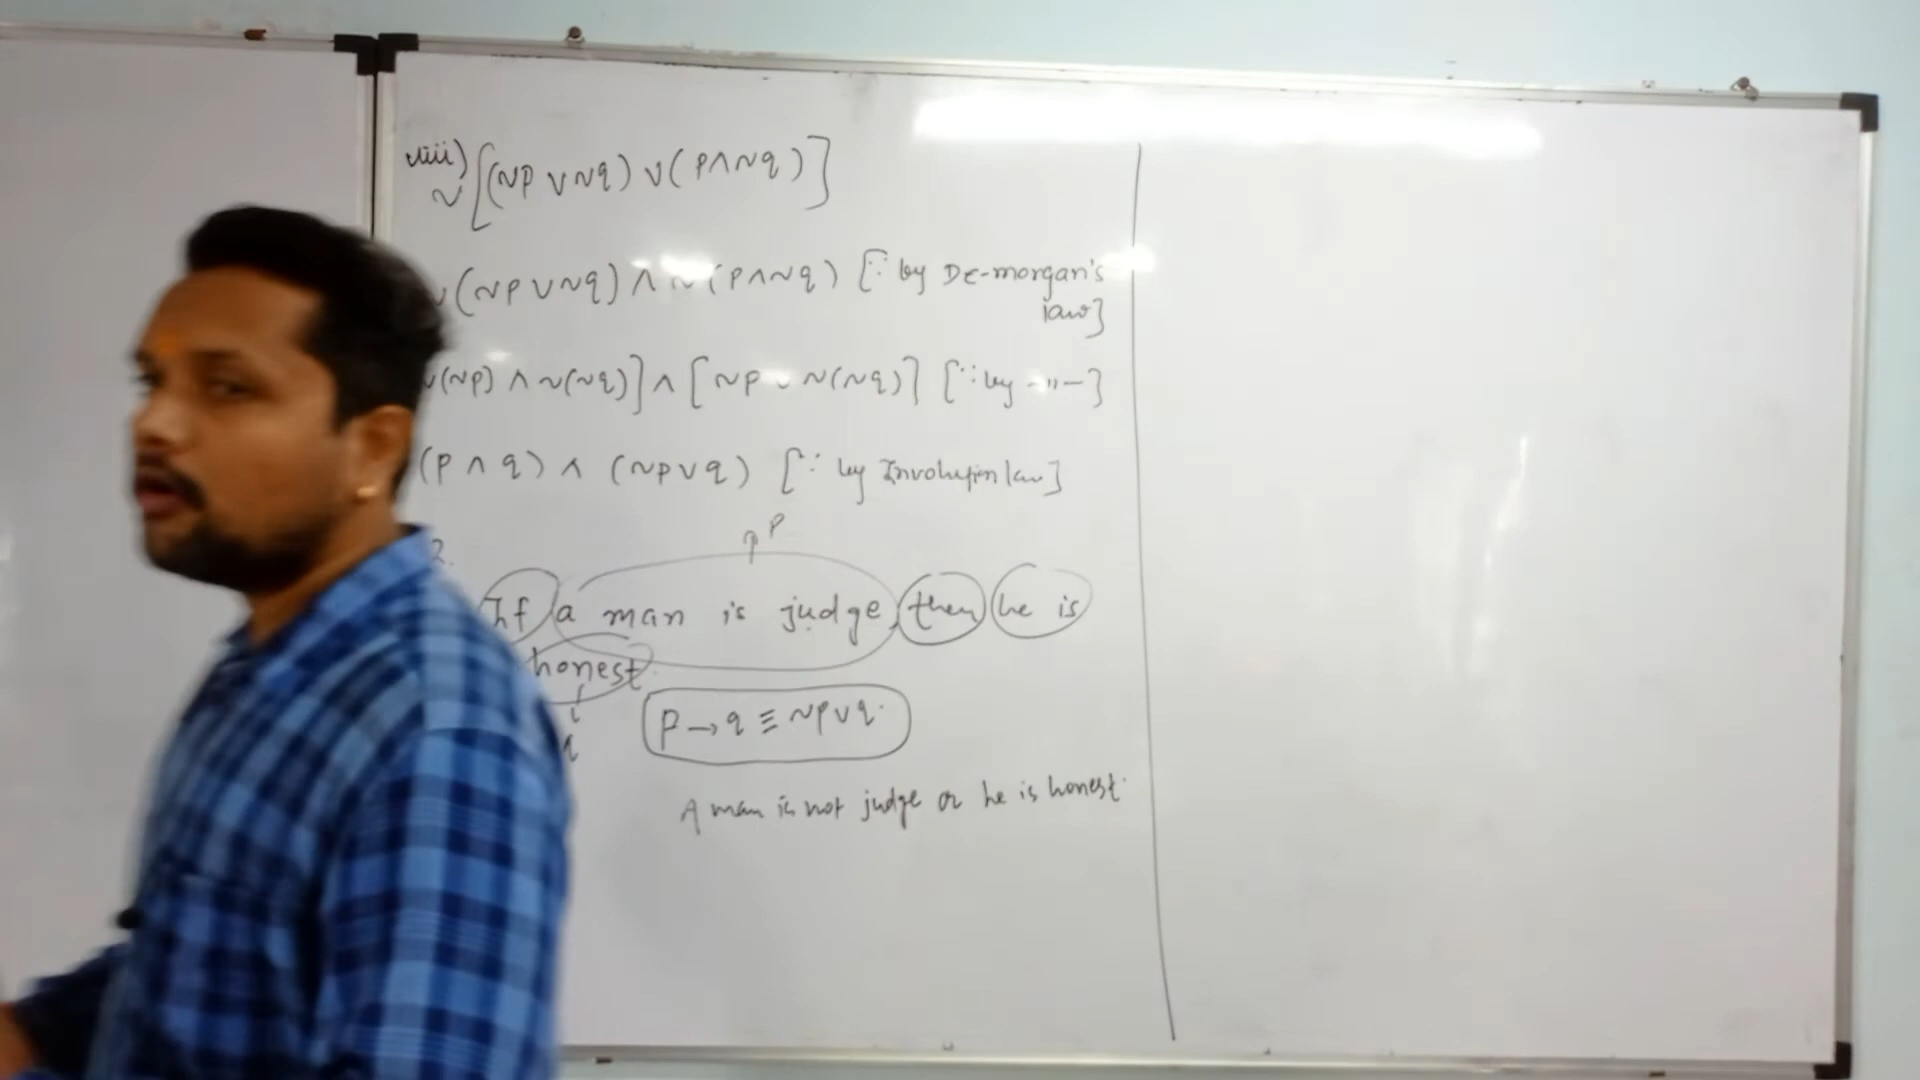 viii)
~[(~p ∨ ~q) ∨ (p ∧ ~q)]
~(~p ∨ ~q) ∧ ~(p ∧ ~q) [∵ by De-morgan's
law]
~(~p) ∧ ~(~q)] ∧ [~p ∨ ~(~q)] [∵ by -"-]
(p ∧ q) ∧ (~p ∨ q) [∵ by Involution law]
p
2.
If a man is judge, then he is
honest.
q
p → q ≡ ~p ∨ q.
A man is not judge or he is honest.